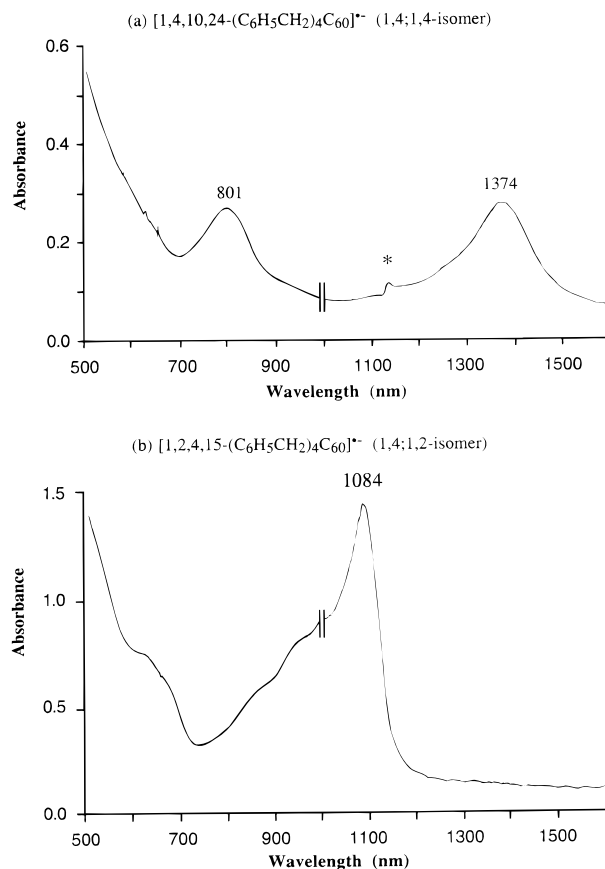 (a) [1,4,10,24-(C6H5CH2)4C60]•- (1,4;1,4-isomer)
0.6
0.4
0.2
0.0
Absorbance
801
*
1374
500 700 900 1100 1300 1500
Wavelength (nm)
(b) [1,2,4,15-(C6H5CH2)4C60]•- (1,4;1,2-isomer)
1084
1.5
1.0
0.5
0.0
Absorbance
500 700 900 1100 1300 1500
Wavelength (nm)